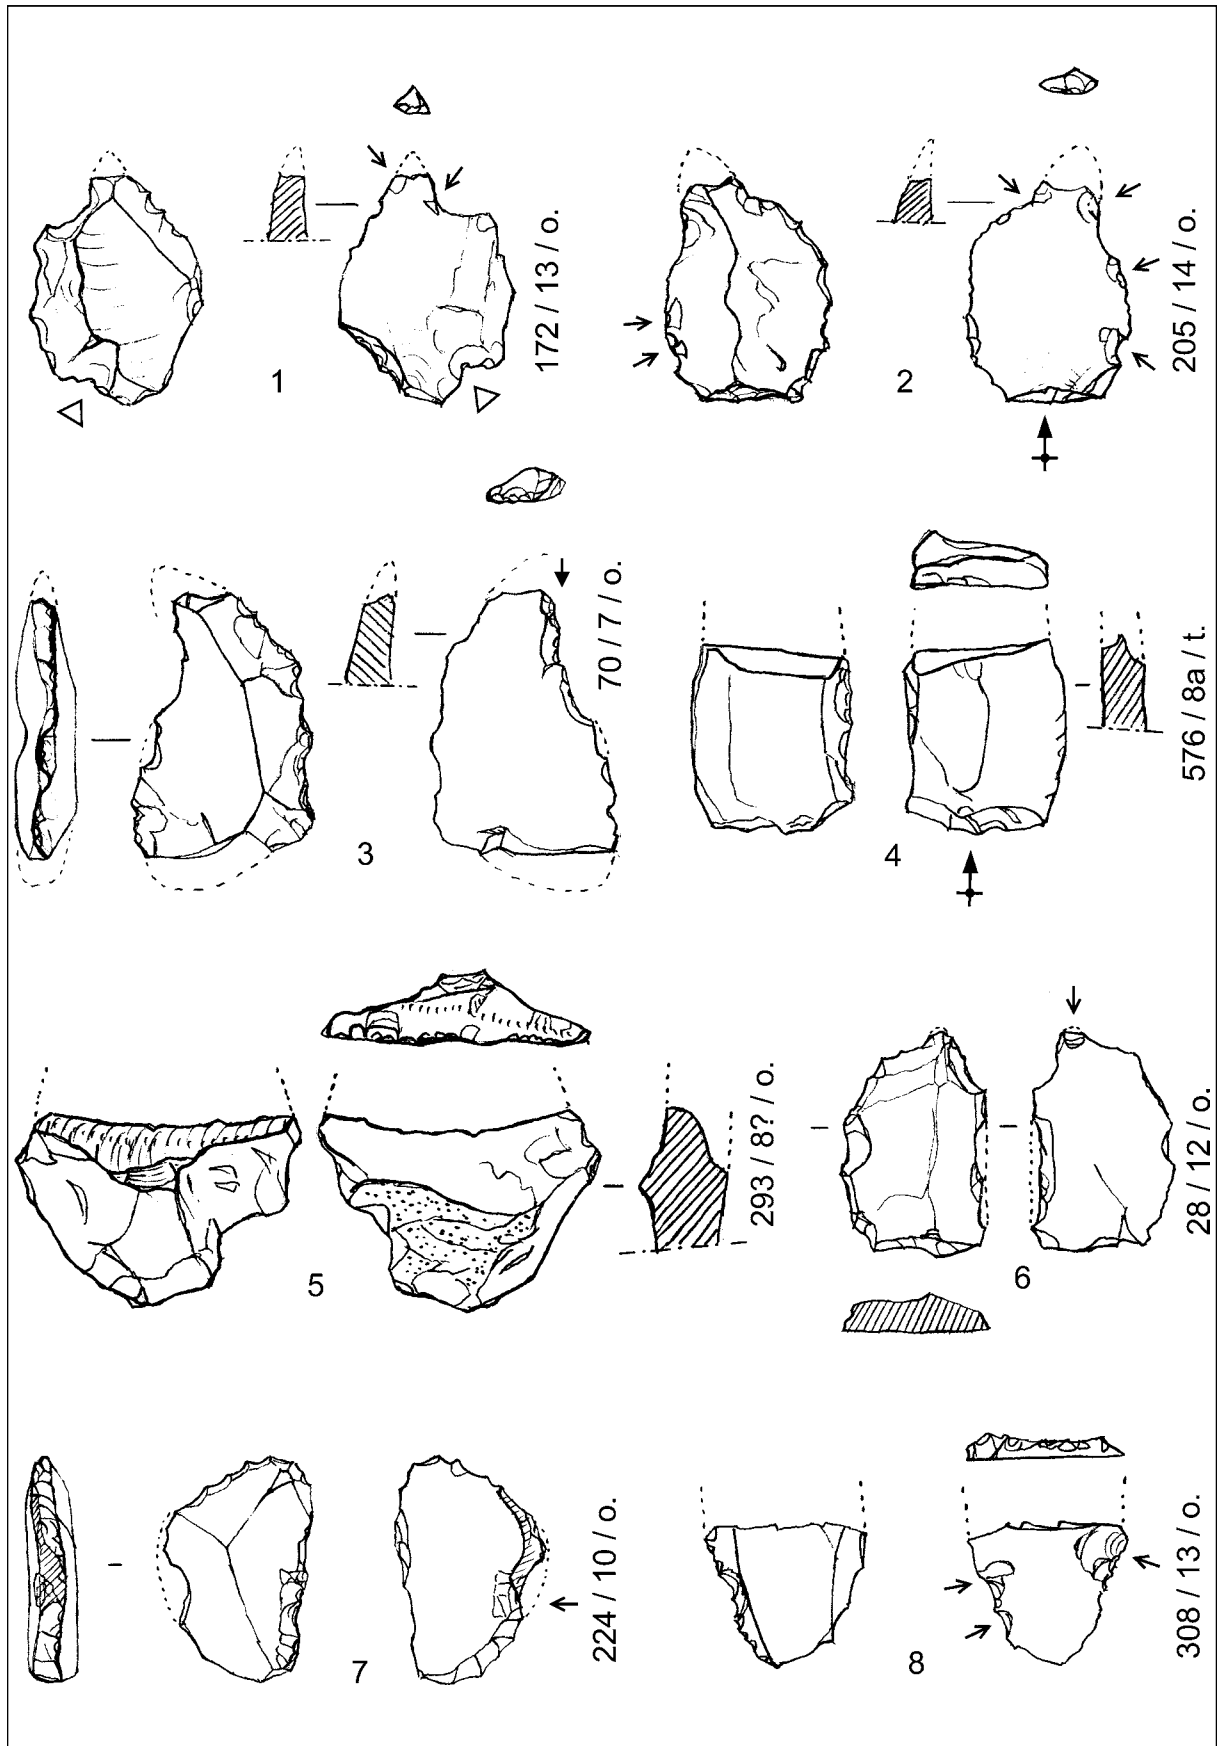 1
172 / 13 / o.
2
205 / 14 / o.
3
70 / 7 / o.
4
576 / 8a / t.
5
293 / 8? / o.
6
28 / 12 / o.
7
224 / 10 / o.
8
308 / 13 / o.